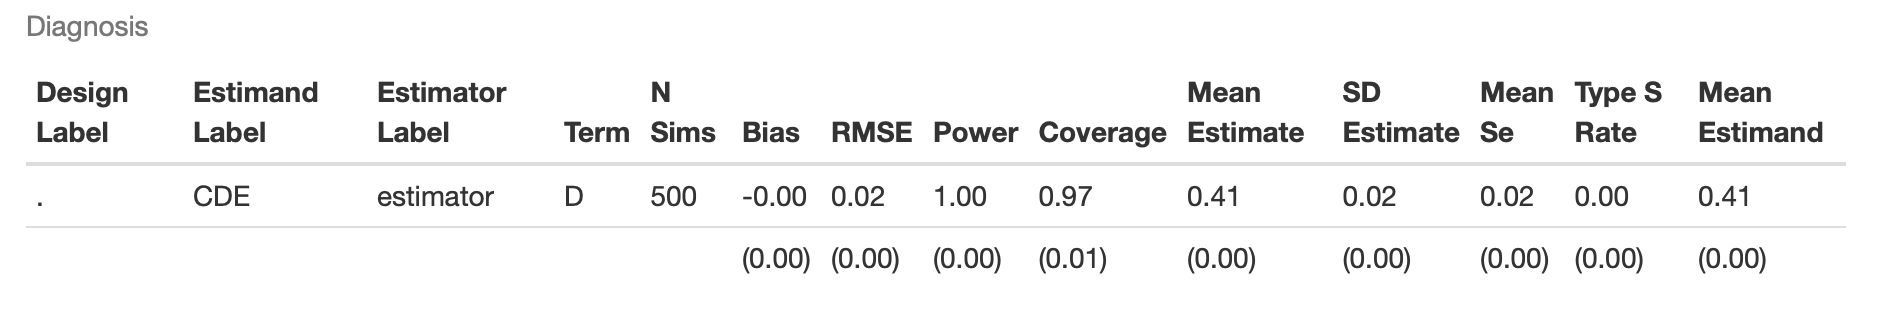 Diagnosis
Design Label Estimand Label Estimator Label Term N Sims Bias RMSE Power Coverage Mean Estimate SD Estimate Mean Se Type S Rate Mean Estimand
. CDE estimator D 500 -0.00 0.02 1.00 0.97 0.41 0.02 0.02 0.00 0.41
(0.00) (0.00) (0.00) (0.01) (0.00) (0.00) (0.00) (0.00) (0.00)